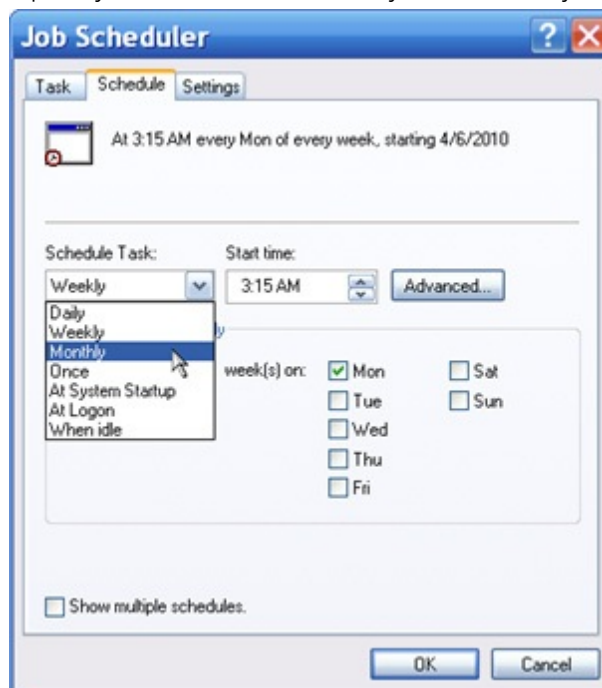 Job Scheduler
Task Schedule Settings
At 3:15 AM every Mon of every week, starting 4/6/2010
Schedule Task: Start time:
Weekly 3:15 AM Advanced...
Daily
Weekly
Monthly
Once
At System Startup
At Logon
When idle
week(s) on:
Mon Sat
Tue Sun
Wed
Thu
Fri
Show multiple schedules.
OK Cancel